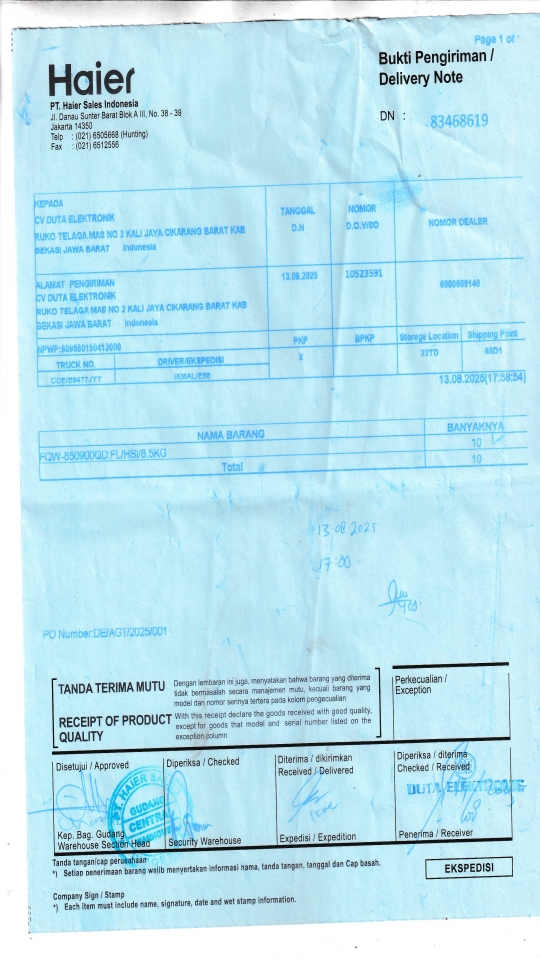 Page 1 of
Haier
Bukti Pengiriman /
Delivery Note
PT. Haier Sales Indonesia
Jl. Danau Sunter Barat Blok A III, No. 38 - 39
Jakarta 14350
Telp : (021) 6505668 (Hunting)
Fax : (021) 6512556
DN : 83468619
KEPADA
CV DUTA ELEKTRONIK
RUKO TELAGA MAS NO 2 KALI JAYA CIKARANG BARAT KAB
BEKASI JAWA BARAT Indonesia
TANGGAL
D.N
NOMOR
D.O.V/SO
NOMOR DEALER
ALAMAT PENGIRIMAN
CV DUTA ELEKTRONIK
RUKO TELAGA MAS NO 2 KALI JAYA CIKARANG BARAT KAB
BEKASI JAWA BARAT Indonesia
13.08.2025
10523591
NPWP:
TRUCK NO.
DRIVER/EKSPEDISI
IKMAL/E88
PKP
X
BPKP
Storege Location
Shipping Point
13.08.2025(17:58:54)
NAMA BARANG
BANYAKNYA
FQW-850900QD:FL/HSI/8.5KG
10
Total
10
13.08.2025
17:00
PO Number:DE/AGT/2025/001
TANDA TERIMA MUTU
Dengan lembaran ini juga, menyatakan bahwa barang yang diterima
tidak bermasalah secara manajemen mutu, kecuali barang yang
model dan nomor serinya tertera pada kolom pengecualian
RECEIPT OF PRODUCT
QUALITY
With this receipt declare the goods received with good quality,
except for goods that model and serial number listed on the
exception column
Perkecualian /
Exception
Disetujui / Approved
Diperiksa / Checked
Diterima / dikirimkan
Received / Delivered
Diperiksa / diterima
Checked / Received
PT. HAIER SA
GUDANG
CENTRAL
WAREHOUSE
DUTA ELEKTRONIK
Kep. Bag. Gudang
Warehouse Section Head
Security Warehouse
Expedisi / Expedition
Penerima / Receiver
Tanda tangan/cap perusahaan
*) Setiao penerimaan barang walib menyertakan informasi nama, tanda tangan, tanggal dan Cap basah.
EKSPEDISI
Company Sign / Stamp
*) Each item must include name, signature, date and wet stamp information.